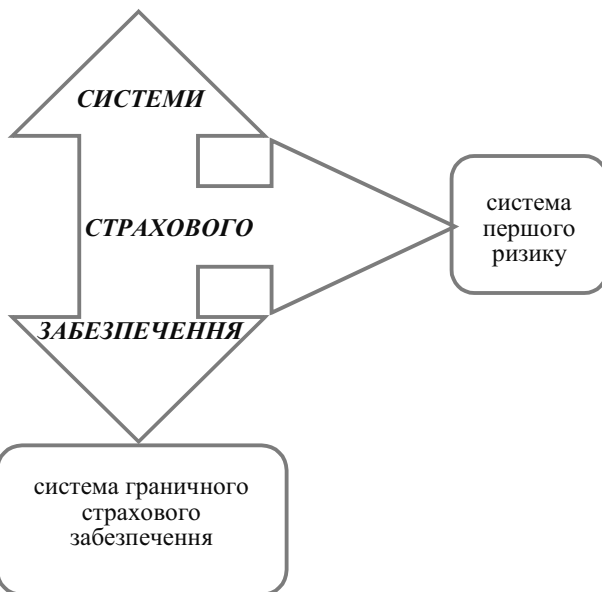 СИСТЕМИ
СТРАХОВОГО
ЗАБЕЗПЕЧЕННЯ
система
першого
ризику
система граничного
страхового
забезпечення